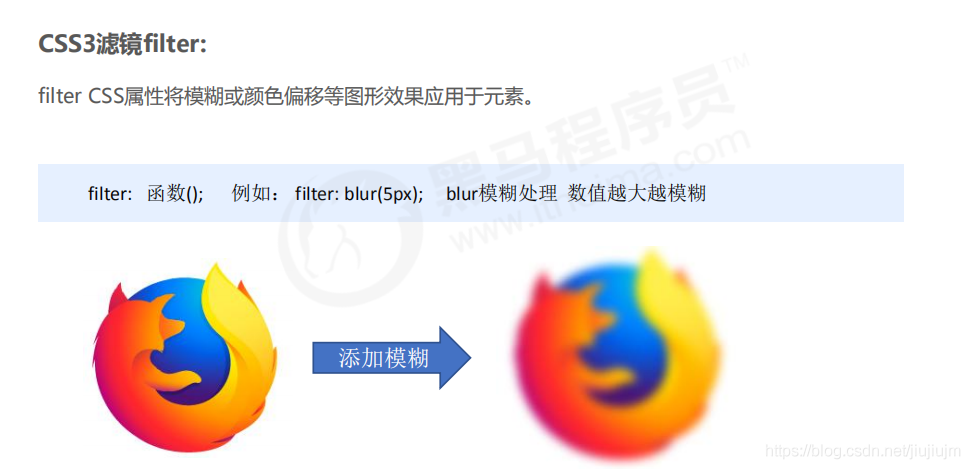 CSS3滤镜filter:
filter CSS属性将模糊或颜色偏移等图形效果应用于元素。
黑马程序员™
www.itheima.com
filter: 函数(); 例如： filter: blur(5px); blur模糊处理 数值越大越模糊
添加模糊
https://blog.csdn.net/jiujiujm